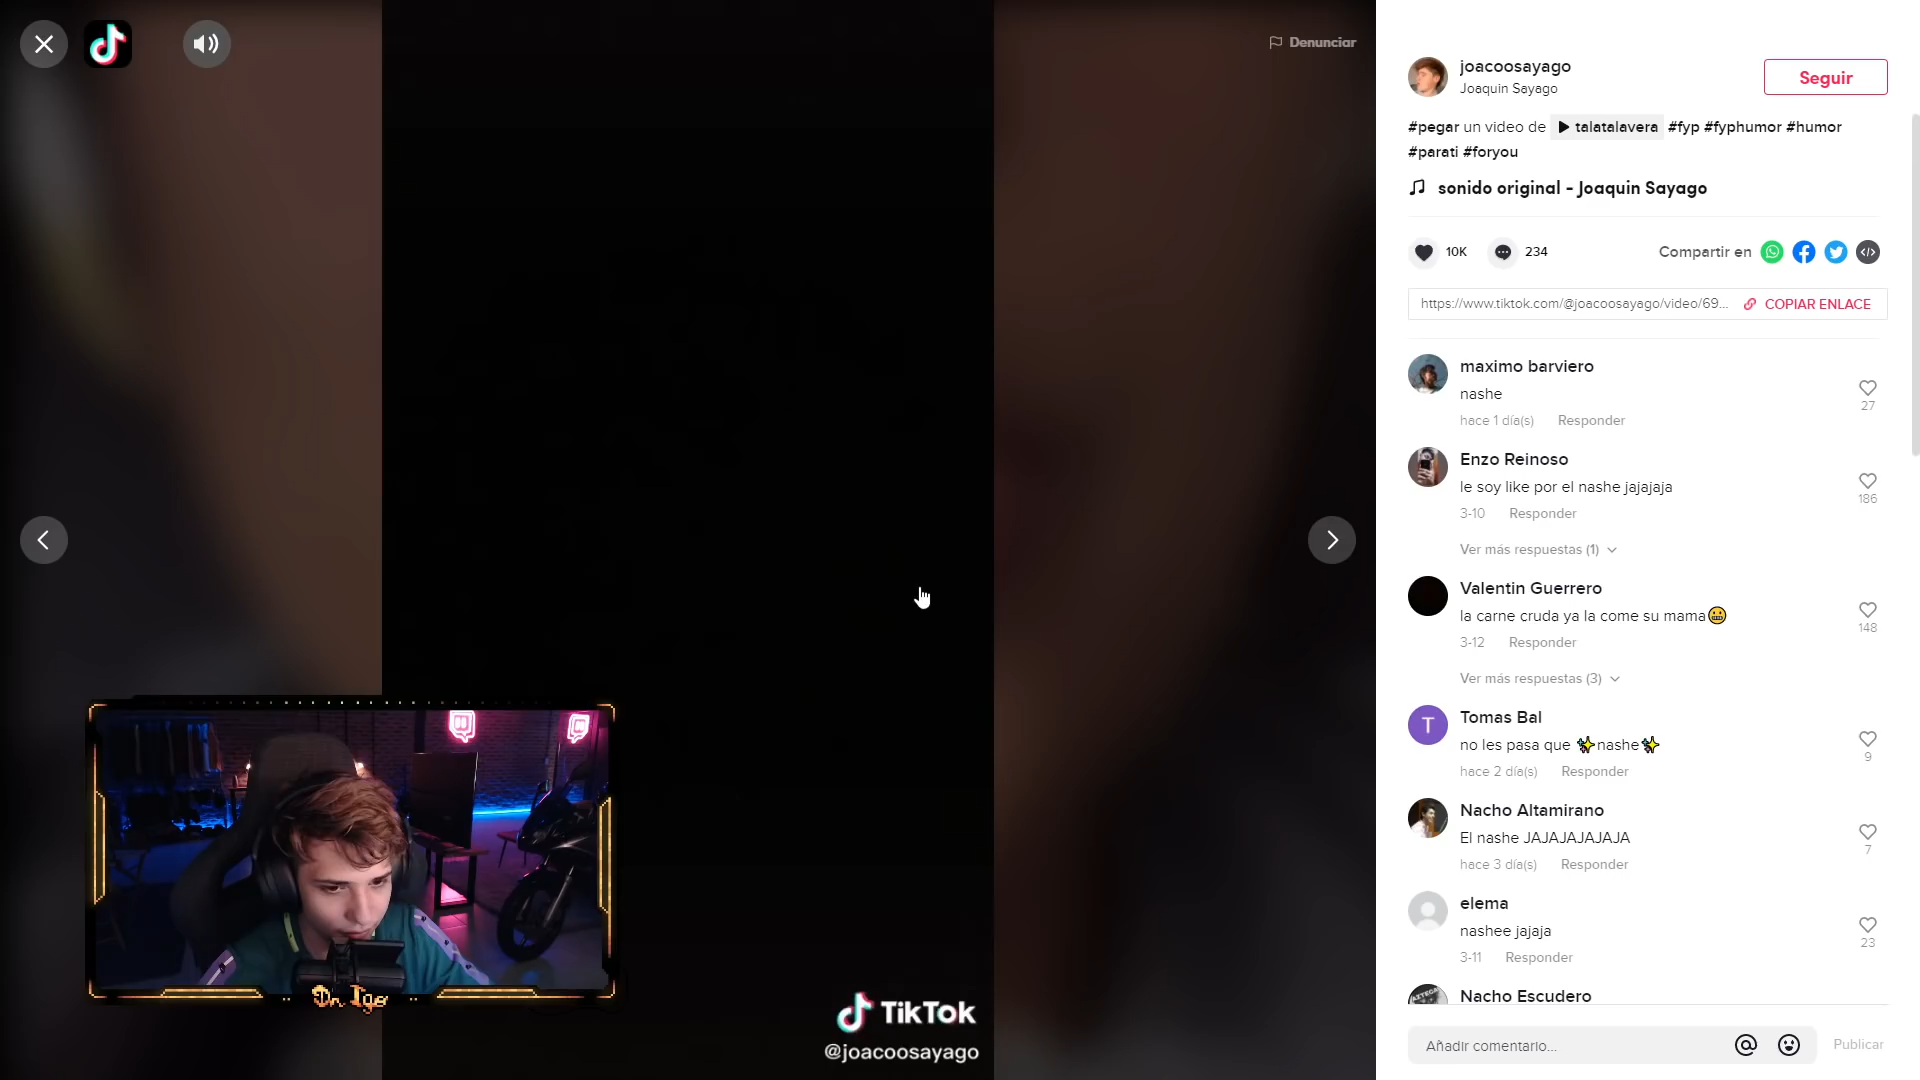 Denunciar
TikTok
@joacoosayago
joacoosayago
Joaquin Sayago
Seguir
#pegar un video de talatalavera #fyp #fyphumor #humor
#parati #foryou
sonido original - Joaquin Sayago
10K
234
Compartir en
https://www.tiktok.com/@joacoosayago/video/69...
COPIAR ENLACE
maximo barviero
nashe
27
hace 1 día(s) Responder
Enzo Reinoso
le soy like por el nashe jajajaja
186
3-10 Responder
Ver más respuestas (1)
Valentin Guerrero
la carne cruda ya la come su mama😬
148
3-12 Responder
Ver más respuestas (3)
T
Tomas Bal
no les pasa que ✨nashe✨
9
hace 2 día(s) Responder
Nacho Altamirano
El nashe JAJAJAJAJAJA
7
hace 3 día(s) Responder
elema
nashee jajaja
23
3-11 Responder
Nacho Escudero
Añadir comentario...
Publicar